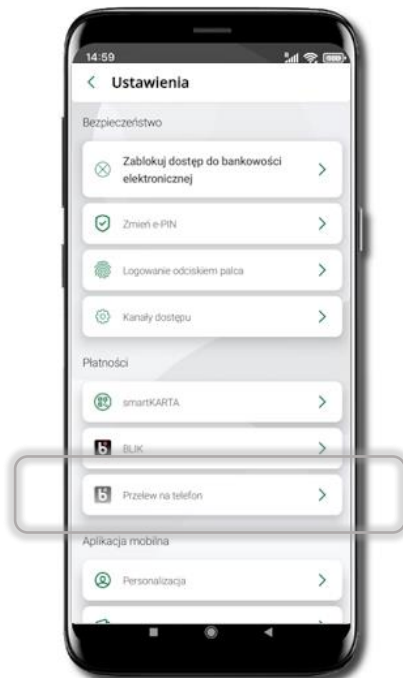 14:59
Ustawienia
Bezpieczeństwo
Zablokuj dostęp do bankowości
elektronicznej
Zmień e-PIN
Logowanie odciskiem palca
Kanały dostępu
Płatności
smartKARTA
BLIK
Przelew na telefon
Aplikacja mobilna
Personalizacja